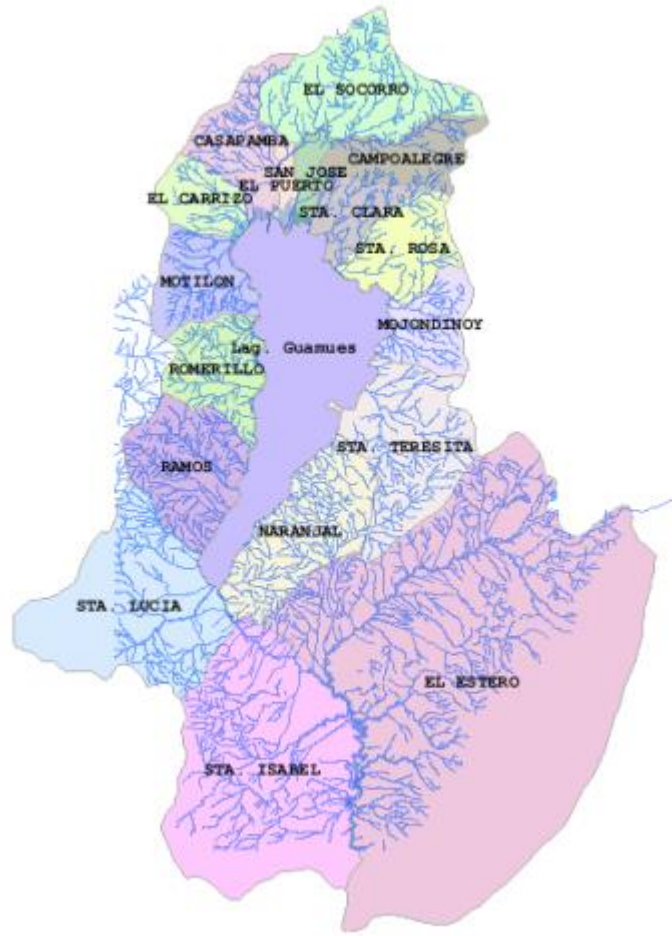 EL SOCORRO
CASAPAMBA
CAMPOALEGRE
SAN JOSE
EL PUERTO
EL CARRIZO
STA. CLARA
STA. ROSA
MOTILON
MOJONDINOY
Lag. Guamues
ROMERILLO
STA. TERESITA
RAMOS
NARANJAL
STA. LUCIA
EL ESTERO
STA. ISABEL